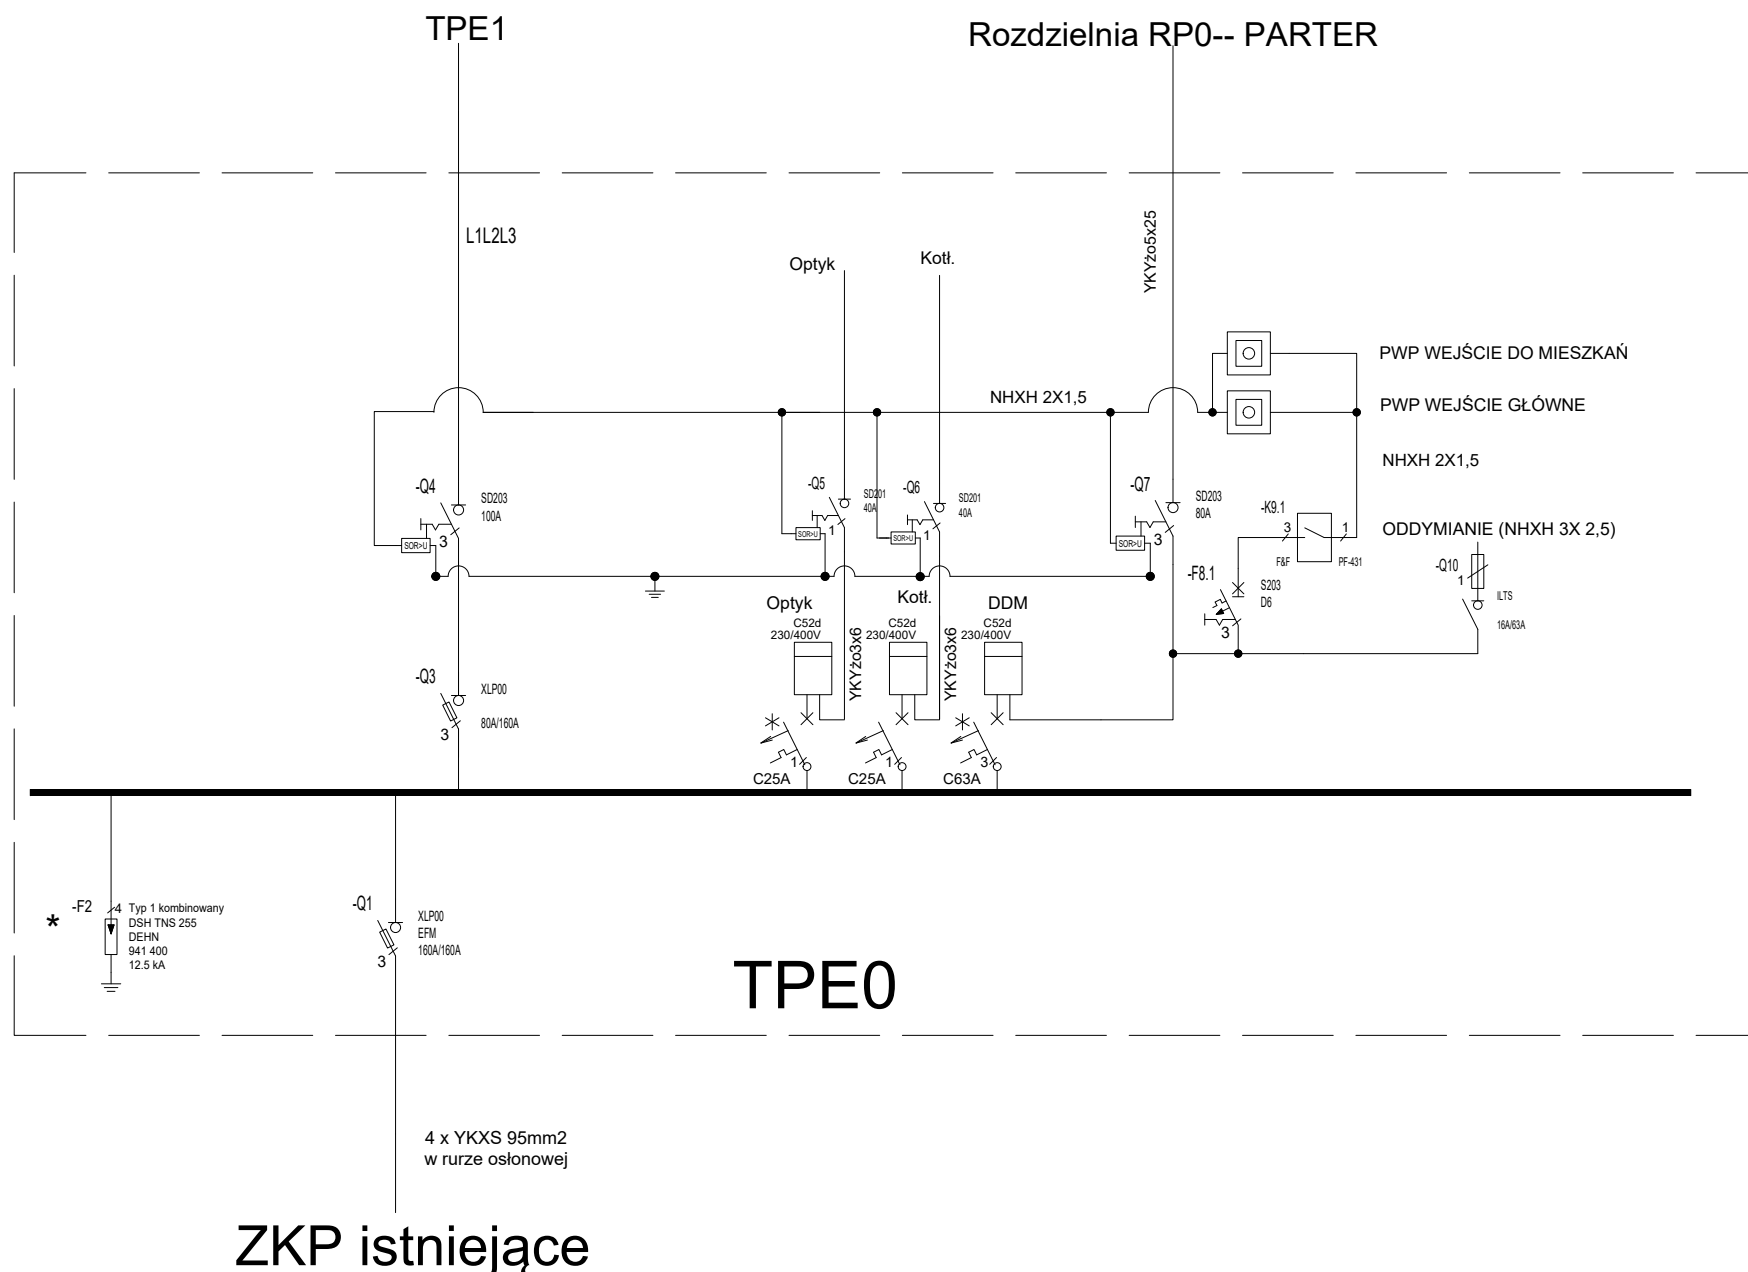 TPE1
Rozdzielnia RP0-- PARTER
L1L2L3
YKYżo5x25
Optyk
Kotł.
PWP WEJŚCIE DO MIESZKAŃ
NHXH 2X1,5
PWP WEJŚCIE GŁÓWNE
NHXH 2X1,5
-Q4
SD203
100A
3
SOR>U
-Q5
SD201
40A
1
SOR>U
-Q6
SD201
40A
1
SOR>U
-Q7
SD203
80A
3
SOR>U
-K9.1
3
1
F&F
PF-431
ODDYMIANIE (NHXH 3X 2,5)
-Q10
1
ILTS
16A/63A
-F8.1
S203
D6
3
Optyk
C52d
230/400V
YKYżo3x6
Kotł.
C52d
230/400V
YKYżo3x6
DDM
C52d
230/400V
-Q3
XLP00
80A/160A
3
1
C25A
1
C25A
3
C63A
*
-F2
4
Typ 1 kombinowany
DSH TNS 255
DEHN
941 400
12.5 kA
-Q1
XLP00
EFM
160A/160A
3
TPE0
4 x YKXS 95mm2
w rurze osłonowej
ZKP istniejące